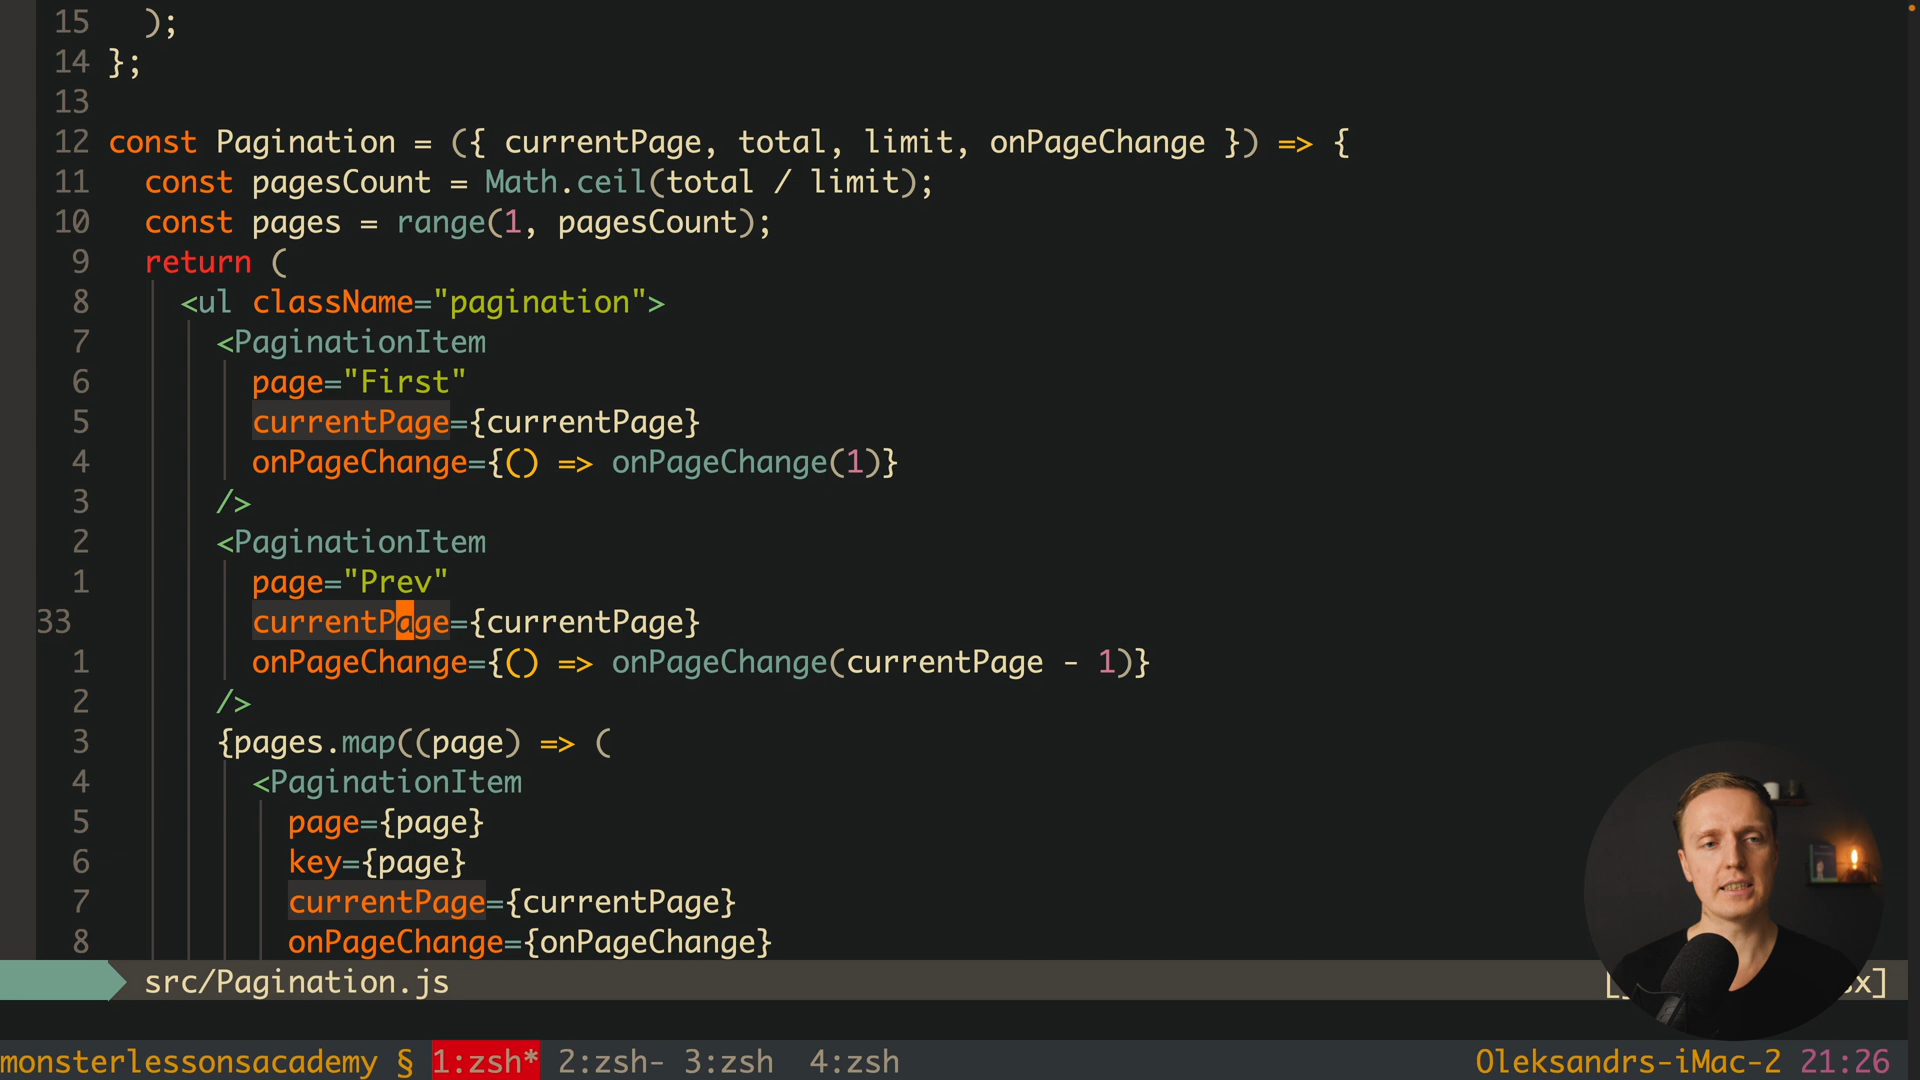 15   );
14 };
13
12 const Pagination = ({ currentPage, total, limit, onPageChange }) => {
11   const pagesCount = Math.ceil(total / limit);
10   const pages = range(1, pagesCount);
9   return (
8     <ul className="pagination">
7       <PaginationItem
6         page="First"
5         currentPage={currentPage}
4         onPageChange={() => onPageChange(1)}
3       />
2       <PaginationItem
1         page="Prev"
33         currentPage={currentPage}
1         onPageChange={() => onPageChange(currentPage - 1)}
2       />
3       {pages.map((page) => (
4         <PaginationItem
5           page={page}
6           key={page}
7           currentPage={currentPage}
8           onPageChange={onPageChange}
src/Pagination.js
monsterlessonsacademy § 1:zsh* 2:zsh- 3:zsh 4:zsh Oleksandrs-iMac-2 21:26